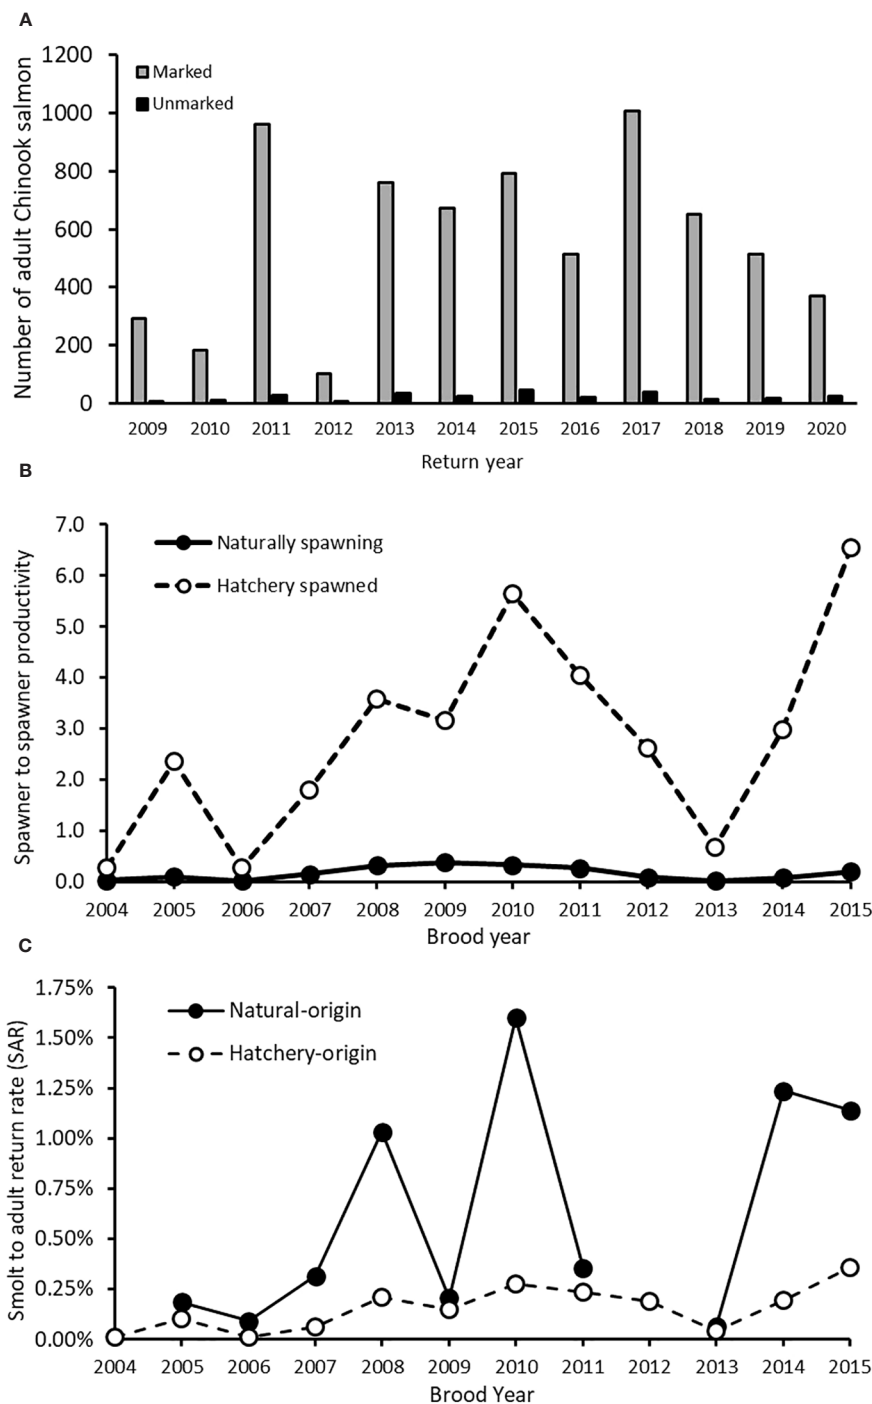 A
Number of adult Chinook salmon
1200
1000
800
600
400
200
0
Marked
Unmarked
2009 2010 2011 2012 2013 2014 2015 2016 2017 2018 2019 2020
Return year
B
Spawner to spawner productivity
7.0
6.0
5.0
4.0
3.0
2.0
1.0
0.0
Naturally spawning
Hatchery spawned
2004 2005 2006 2007 2008 2009 2010 2011 2012 2013 2014 2015
Brood year
C
Smolt to adult return rate (SAR)
1.75%
1.50%
1.25%
1.00%
0.75%
0.50%
0.25%
0.00%
Natural-origin
Hatchery-origin
2004 2005 2006 2007 2008 2009 2010 2011 2012 2013 2014 2015
Brood Year